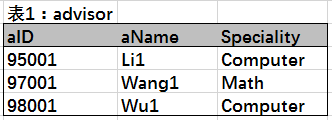 表1：advisor
aID aName Speciality
95001 Li1 Computer
97001 Wang1 Math
98001 Wu1 Computer